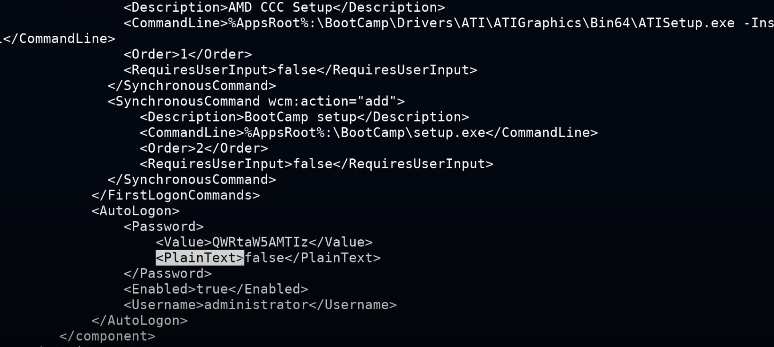 <Description>AMD CCC Setup</Description>
<CommandLine>%AppsRoot%:\BootCamp\Drivers\ATI\ATIGraphics\Bin64\ATISetup.exe -Ins
l</CommandLine>
<Order>1</Order>
<RequiresUserInput>false</RequiresUserInput>
</SynchronousCommand>
<SynchronousCommand wcm:action="add">
<Description>BootCamp setup</Description>
<CommandLine>%AppsRoot%:\BootCamp\setup.exe</CommandLine>
<Order>2</Order>
<RequiresUserInput>false</RequiresUserInput>
</SynchronousCommand>
</FirstLogonCommands>
<AutoLogon>
<Password>
<Value>QWRtaW5AMTIz</Value>
<PlainText>false</PlainText>
</Password>
<Enabled>true</Enabled>
<Username>administrator</Username>
</AutoLogon>
</component>